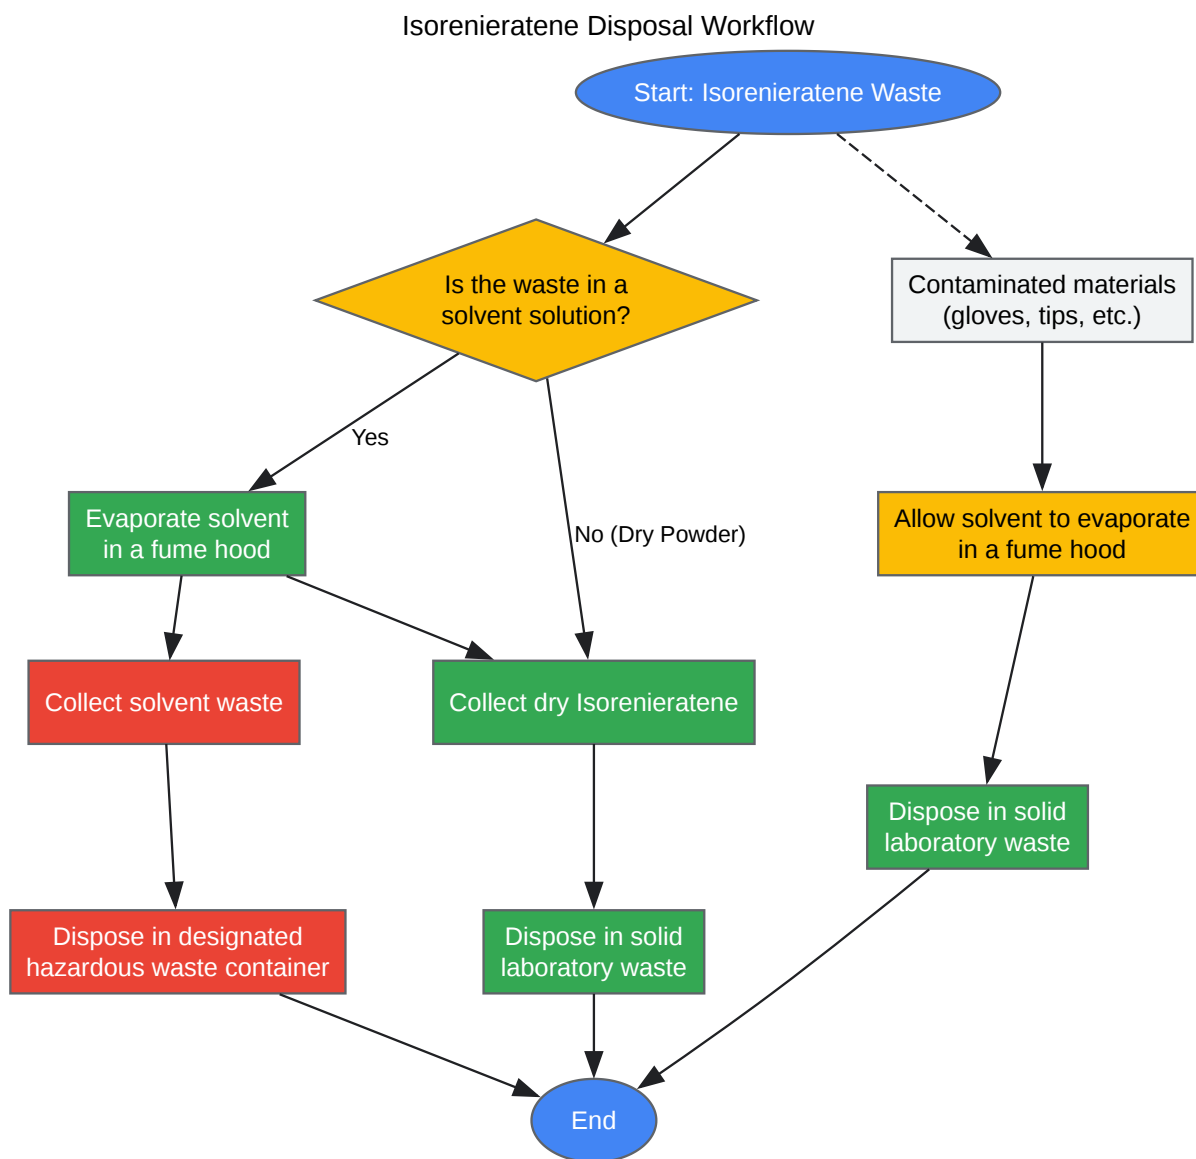 Isorenieratene Disposal Workflow
Start: Isorenieratene Waste
Is the waste in a
solvent solution?
Contaminated materials
(gloves, tips, etc.)
Yes
No (Dry Powder)
Evaporate solvent
in a fume hood
Allow solvent to evaporate
in a fume hood
Collect solvent waste
Collect dry Isorenieratene
Dispose in solid
laboratory waste
Dispose in designated
hazardous waste container
Dispose in solid
laboratory waste
End